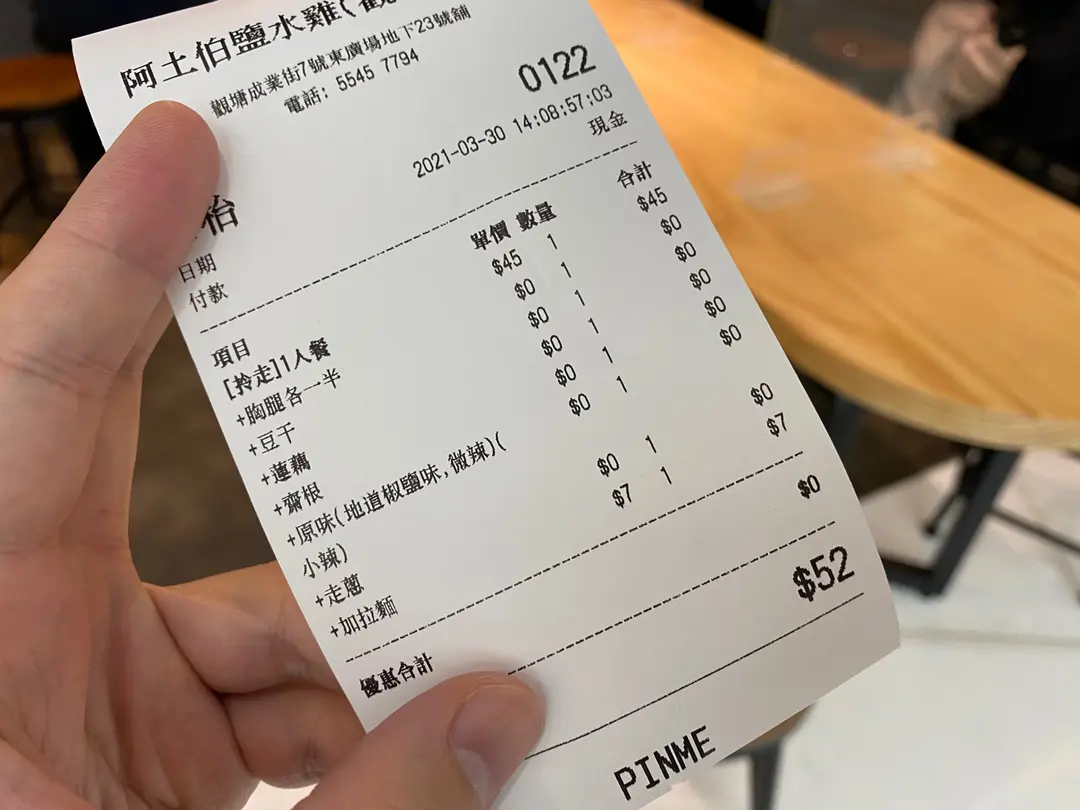 阿土伯鹽水雞(觀
觀塘成業街7號東廣場地下23號舖
電話: 5545 7794
0122
怡
日期 2021-03-30 14:08:57:03
付款 現金
項目 單價 數量 合計
[拎走]1人餐 $45 1 $45
+胸腿各一半 $0 1 $0
+豆干 $0 1 $0
+蓮藕 $0 1 $0
+齋根 $0 1 $0
+原味(地道椒鹽味,微辣)( $0 1 $0
小辣)
+走蔥 $0 1 $0
+加拉麵 $7 1 $7
優惠合計 $0
$52
PINME